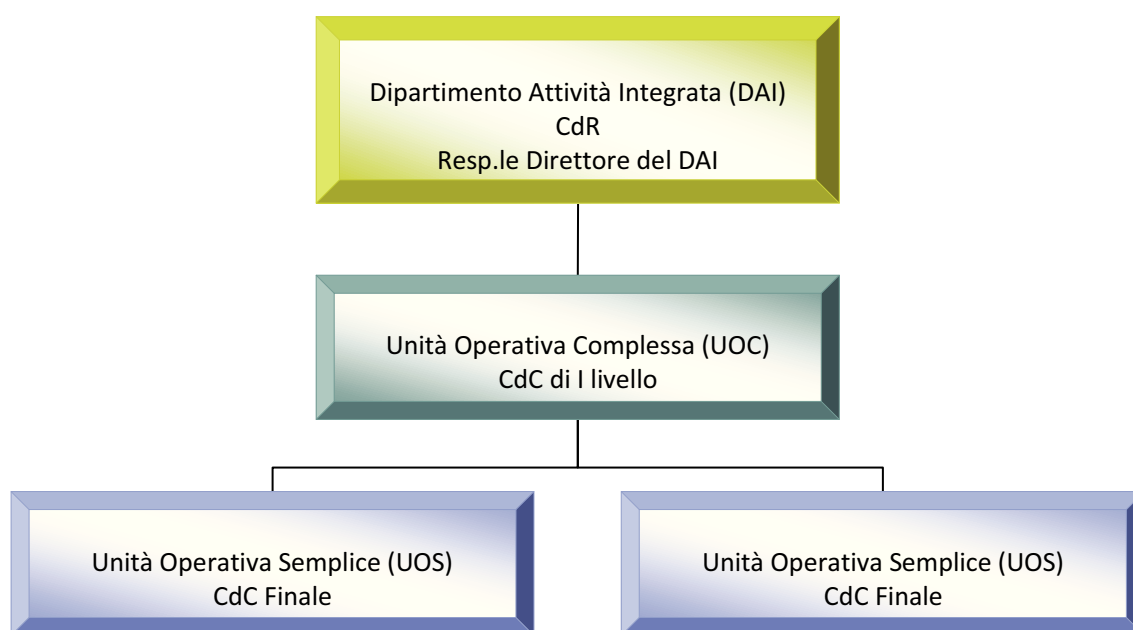 Dipartimento Attività Integrata (DAI)
CdR
Resp.le Direttore del DAI
Unità Operativa Complessa (UOC)
CdC di I livello
Unità Operativa Semplice (UOS)
CdC Finale
Unità Operativa Semplice (UOS)
CdC Finale